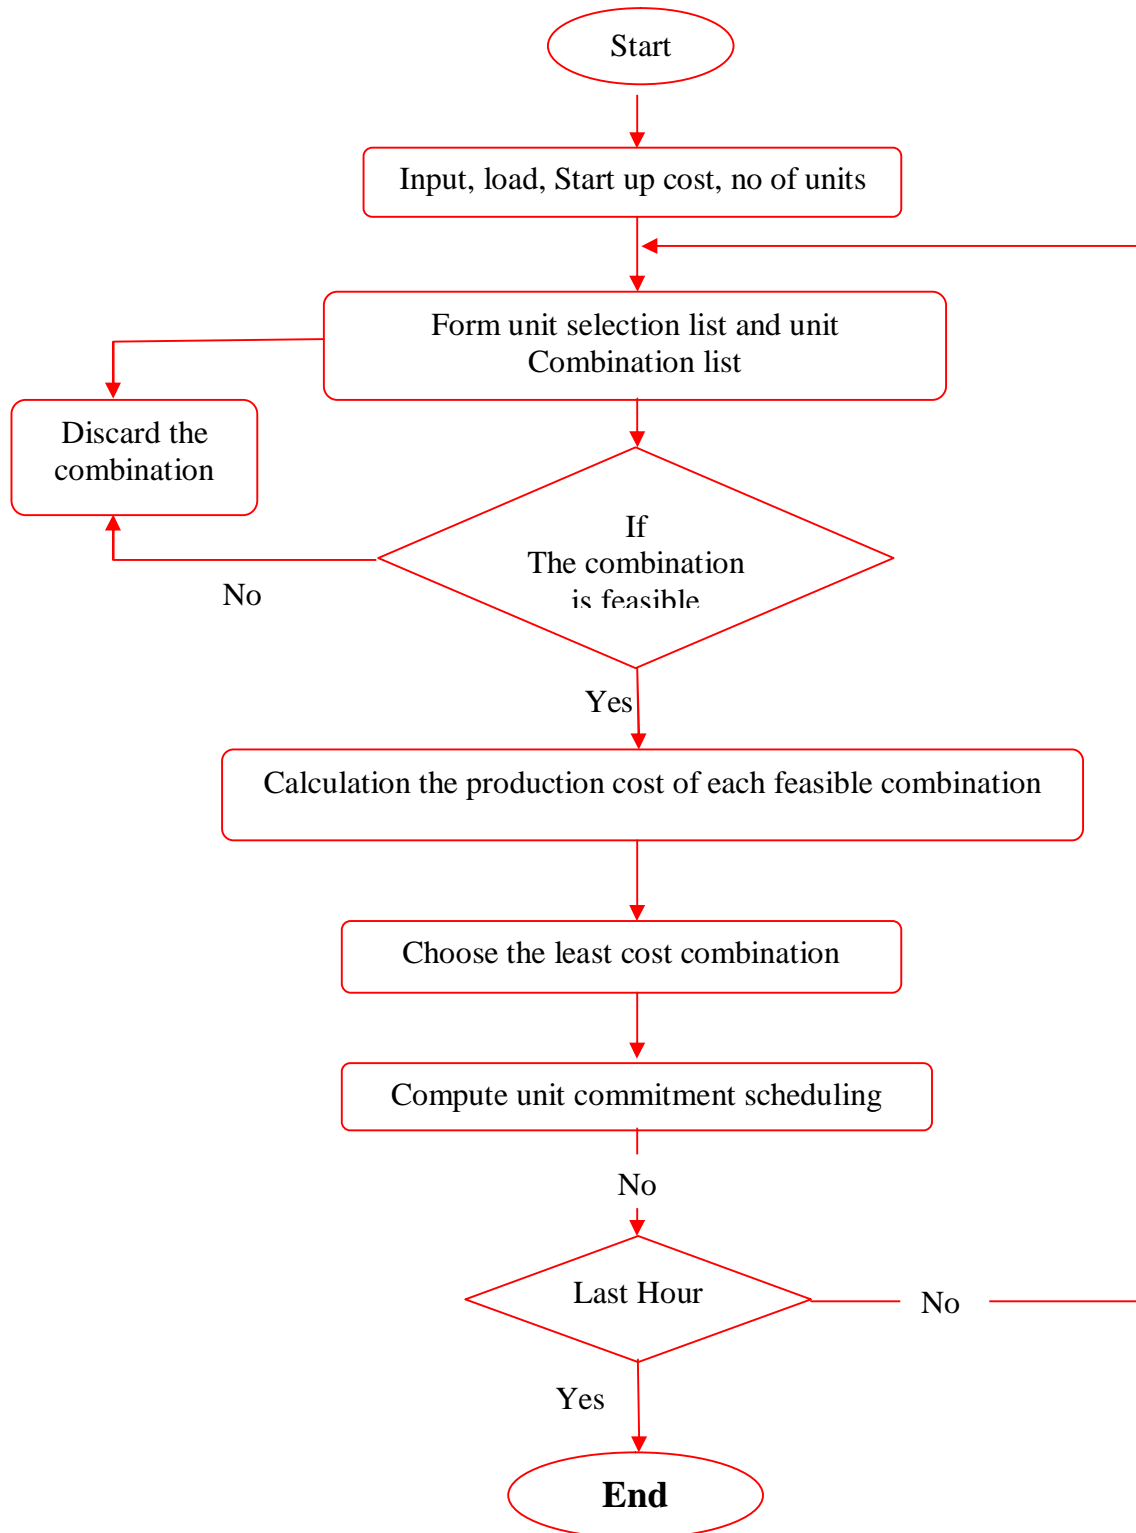 Start
Input, load, Start up cost, no of units
Form unit selection list and unit
Combination list
Discard the
combination
If
The combination
is feasible
No
Yes
Calculation the production cost of each feasible combination
Choose the least cost combination
Compute unit commitment scheduling
No
Last Hour
No
Yes
End